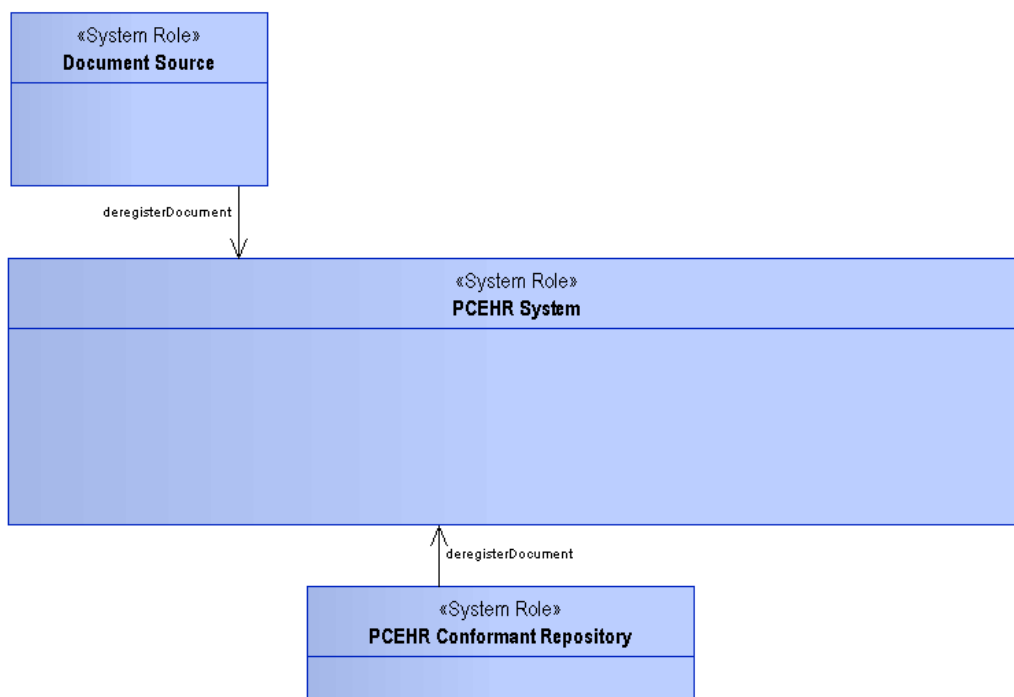 «System Role»
Document Source
deregisterDocument
«System Role»
PCEHR System
deregisterDocument
«System Role»
PCEHR Conformant Repository